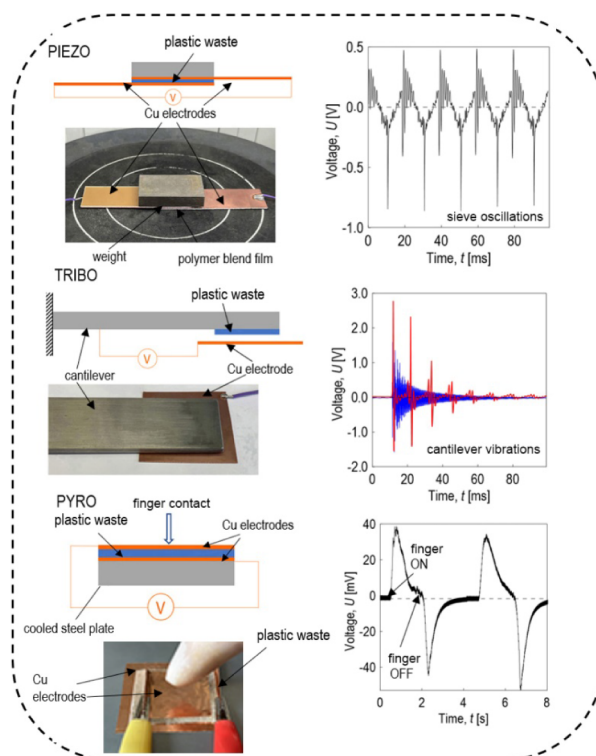 PIEZO
plastic waste
V
Cu electrodes
weight
polymer blend film
Voltage, U [V]
0.5
0.0
-0.5
-1.0
sieve oscillations
0 20 40 60 80
Time, t [ms]
TRIBO
plastic waste
V
Cu electrode
cantilever
Voltage, U [V]
3.0
2.0
1.0
0.0
-1.0
2.0
cantilever vibrations
0 20 40 60 80
Time, t [ms]
PYRO
finger contact
plastic waste
Cu electrodes
V
cooled steel plate
plastic waste
Cu
electrodes
Voltage, U [mV]
40
20
0
-20
-40
finger
ON
finger
OFF
0 2 4 6 8
Time, t [s]